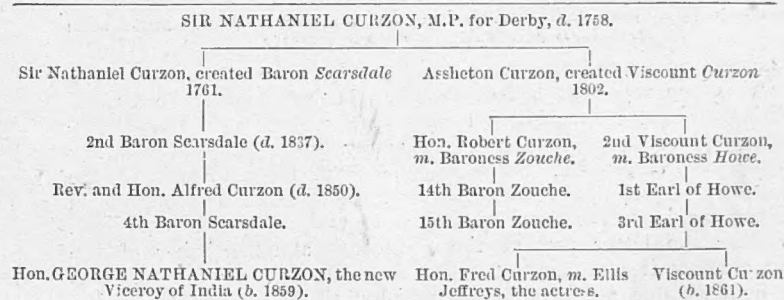 SIR NATHANIEL CURZON, M.P. for Derby, d. 1758.
Sir Nathaniel Curzon, created Baron Scarsdale
1761.
Assheton Curzon, created Viscount Curzon
1802.
2nd Baron Scarsdale (d. 1837).
Hon. Robert Curzon,
m. Baroness Zouche.
2nd Viscount Curzon,
m. Baroness Howe.
Rev. and Hon. Alfred Curzon (d. 1850).
14th Baron Zouche.
1st Earl of Howe.
4th Baron Scarsdale.
15th Baron Zouche.
3rd Earl of Howe.
Hon. GEORGE NATHANIEL CURZON, the new
Viceroy of India (b. 1859).
Hon. Fred Curzon, m. Ellis
Jeffreys, the actress.
Viscount Curzon
(b. 1861).